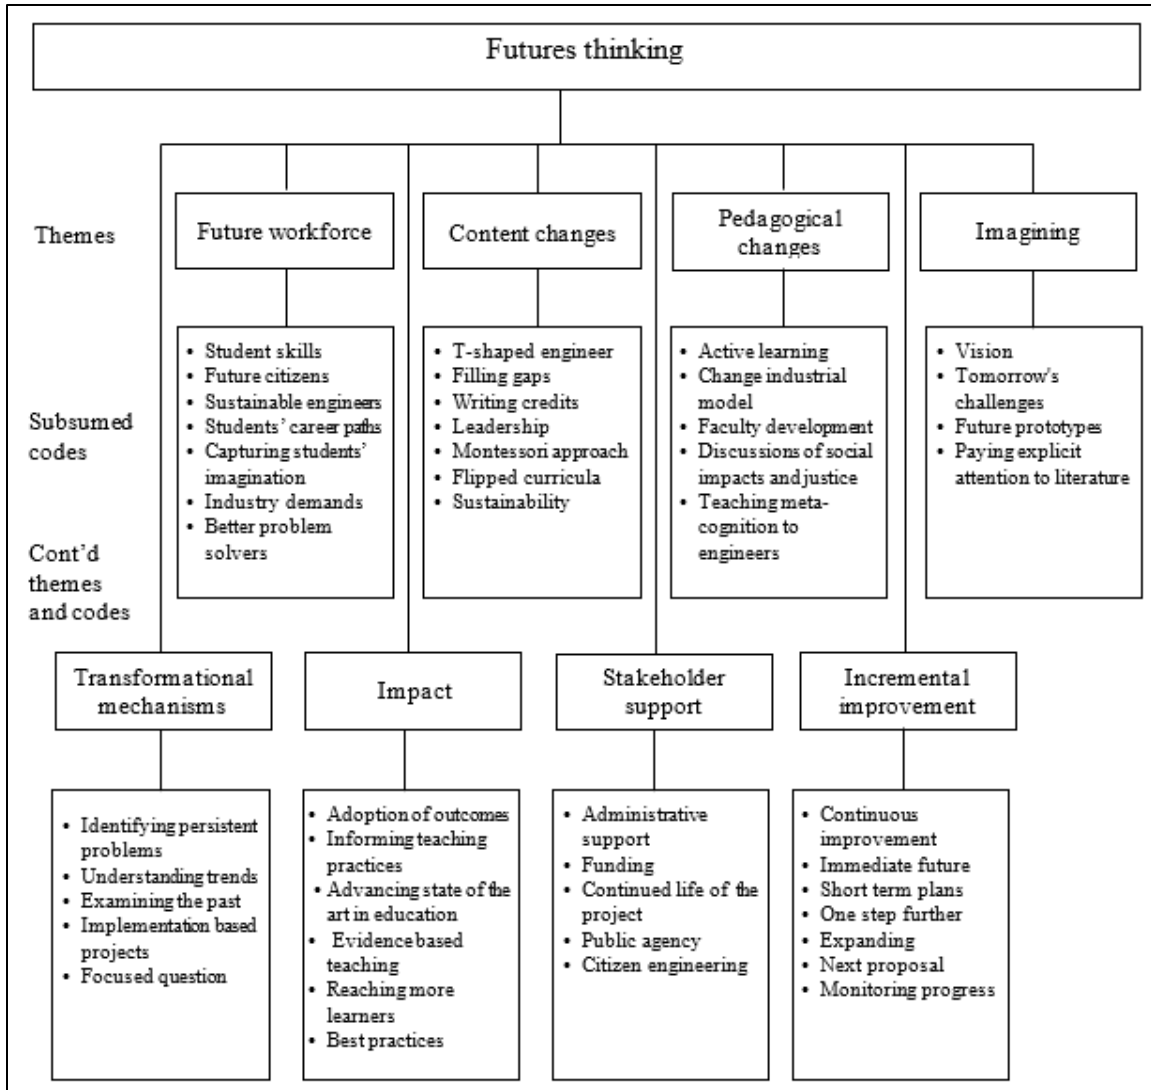 Futures thinking
Themes
Future workforce
Content changes
Pedagogical
changes
Imagining
Subsumed
codes
• Student skills
• Future citizens
• Sustainable engineers
• Students' career paths
• Capturing students'
imagination
• Industry demands
• Better problem
solvers
• T-shaped engineer
• Filling gaps
• Writing credits
• Leadership
• Montessori approach
• Flipped curricula
• Sustainability
• Active learning
• Change industrial
model
• Faculty development
• Discussions of social
impacts and justice
• Teaching meta-
cognition to
engineers
• Vision
• Tomorrow's
challenges
• Future prototypes
• Paying explicit
attention to literature
Cont'd
themes
and codes
Transformational
mechanisms
Impact
Stakeholder
support
Incremental
improvement
• Identifying persistent
problems
• Understanding trends
• Examining the past
• Implementation based
projects
• Focused question
• Adoption of outcomes
• Informing teaching
practices
• Advancing state of the
art in education
• Evidence based
teaching
• Reaching more
learners
• Best practices
• Administrative
support
• Funding
• Continued life of the
project
• Public agency
• Citizen engineering
• Continuous
improvement
• Immediate future
• Short term plans
• One step further
• Expanding
• Next proposal
• Monitoring progress